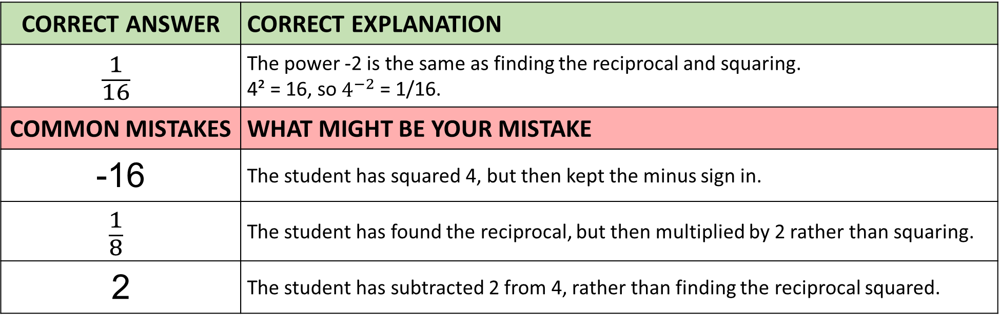 CORRECT ANSWER CORRECT EXPLANATION
1/16 The power -2 is the same as finding the reciprocal and squaring.
4² = 16, so 4⁻² = 1/16.
COMMON MISTAKES WHAT MIGHT BE YOUR MISTAKE
-16 The student has squared 4, but then kept the minus sign in.
1/8 The student has found the reciprocal, but then multiplied by 2 rather than squaring.
2 The student has subtracted 2 from 4, rather than finding the reciprocal squared.